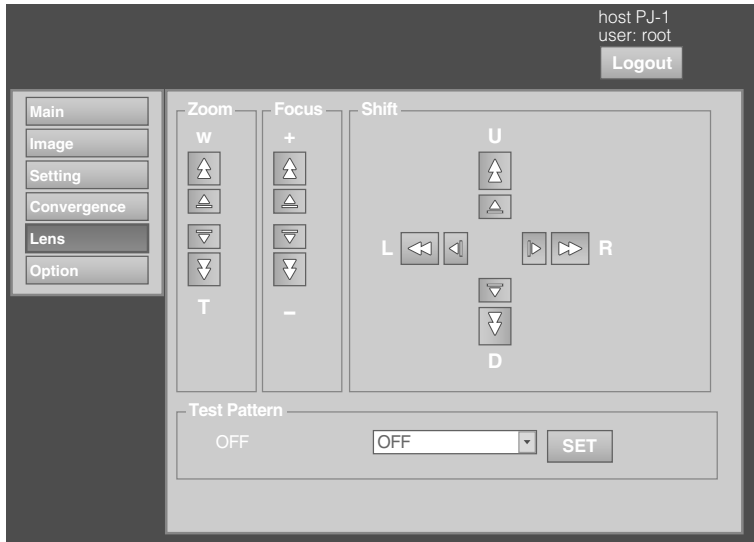 host PJ-1
user: root
Logout
Main
Image
Setting
Convergence
Lens
Option
Zoom
W
T
Focus
+
–
Shift
U
L
R
D
Test Pattern
OFF
OFF
SET